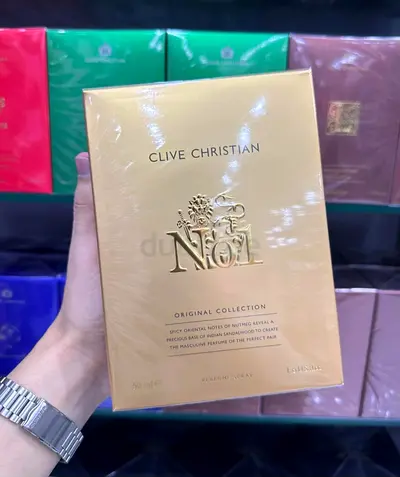 CLIVE CHRISTIAN
No1
ORIGINAL COLLECTION
SPICY ORIENTAL NOTES OF NUTMEG REVEAL A
PRECIOUS BASE OF INDIAN SANDALWOOD TO CREATE
THE MASCULINE PERFUME OF THE PERFECT PAIR